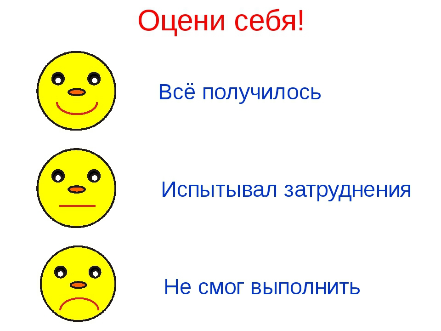 Оцени себя!
Всё получилось
Испытывал затруднения
Не смог выполнить